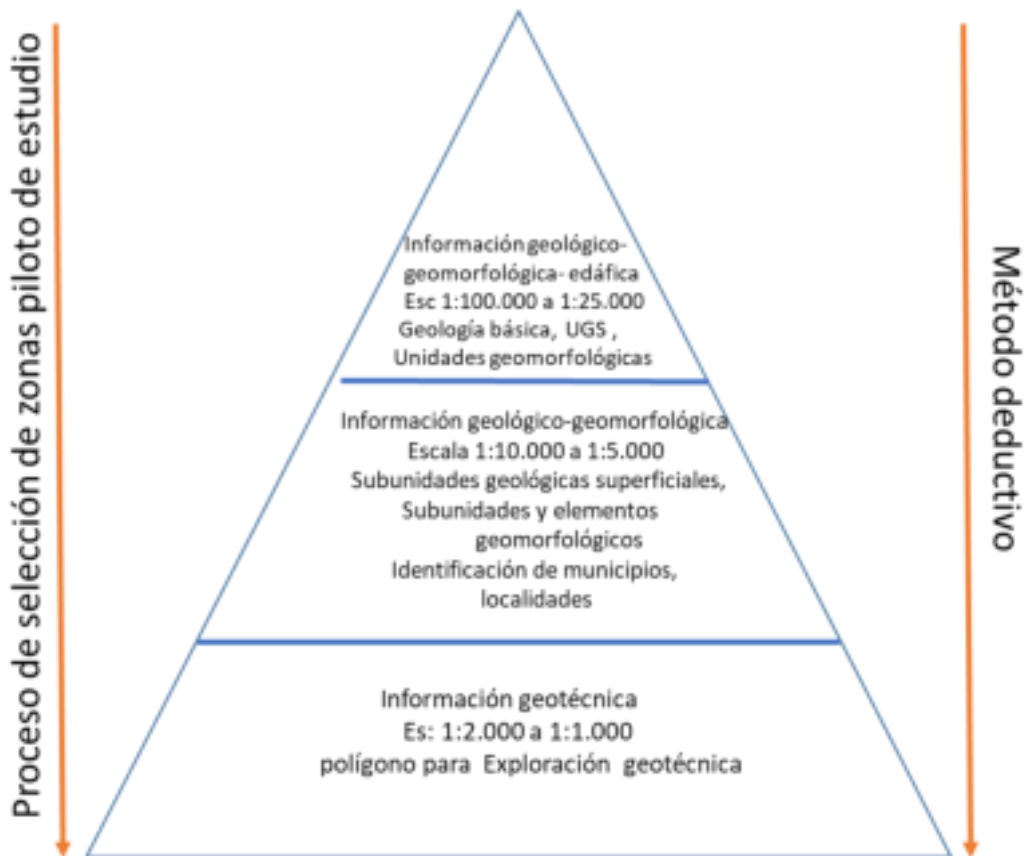 Proceso de selección de zonas piloto de estudio
Información geológico-
geomorfológica- edáfica
Esc 1:100.000 a 1:25.000
Geología básica, UGS ,
Unidades geomorfológicas
Información geológico-geomorfológica
Escala 1:10.000 a 1:5.000
Subunidades geológicas superficiales,
Subunidades y elementos
geomorfológicos
Identificación de municipios,
localidades
Información geotécnica
Es: 1:2.000 a 1:1.000
polígono para Exploración geotécnica
Método deductivo